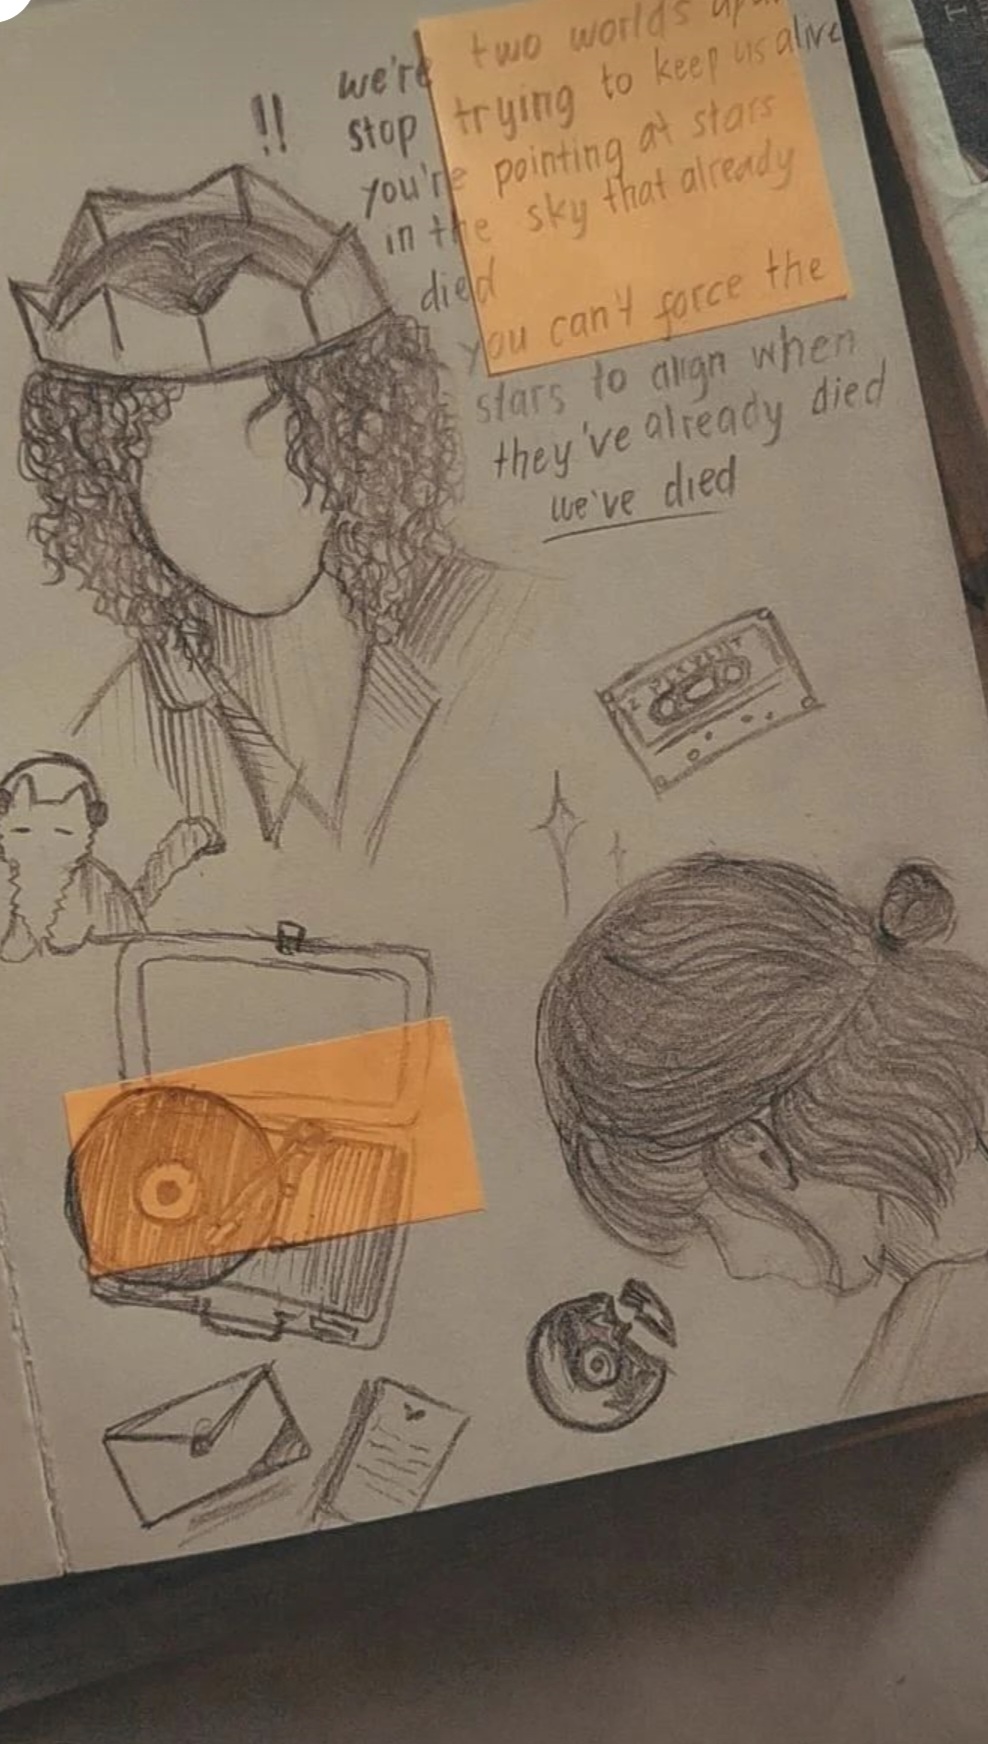 !!
we're two worlds
stop trying to keep us alive
you're pointing at stars
in the sky that already
died
you can't force the
stars to align when
they've already died
we've died